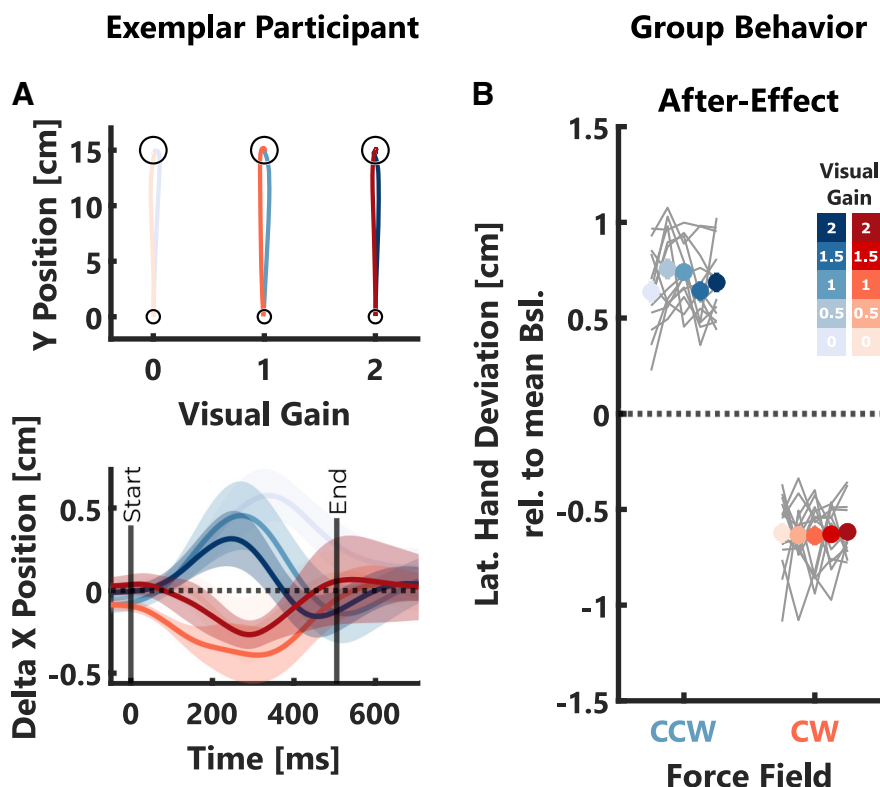 Exemplar Participant
Group Behavior
A
Y Position [cm]
15
10
5
0
0
1
2
Visual Gain
Delta X Position [cm]
0.5
0
-0.5
Start
End
0
200
400
600
Time [ms]
B
After-Effect
Lat. Hand Deviation [cm]
rel. to mean Bsl.
1.5
1
0.5
0
-0.5
-1
-1.5
Visual
Gain
2 2
1.5 1.5
1 1
0.5 0.5
0 0
CCW
CW
Force Field